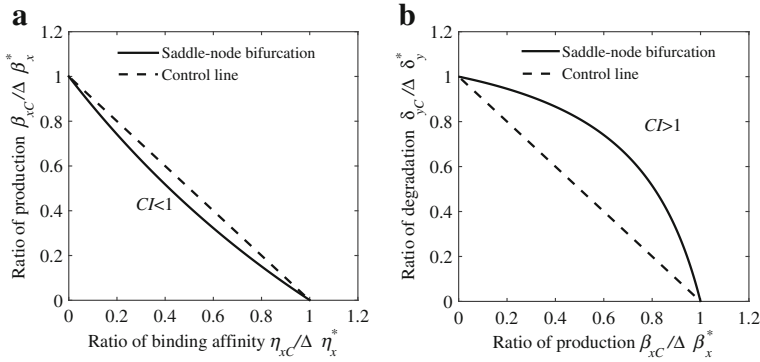 a
Saddle-node bifurcation
Control line
Ratio of production β_xC/Δ β_x^*
1.2
1
0.8
0.6
0.4
0.2
0
CI<1
0 0.2 0.4 0.6 0.8 1 1.2
Ratio of binding affinity η_xC/Δ η_x^*
b
Saddle-node bifurcation
Control line
Ratio of degradation δ_yC/Δ δ_y^*
1.2
1
0.8
0.6
0.4
0.2
0
CI>1
0 0.2 0.4 0.6 0.8 1 1.2
Ratio of production β_xC/Δ β_x^*